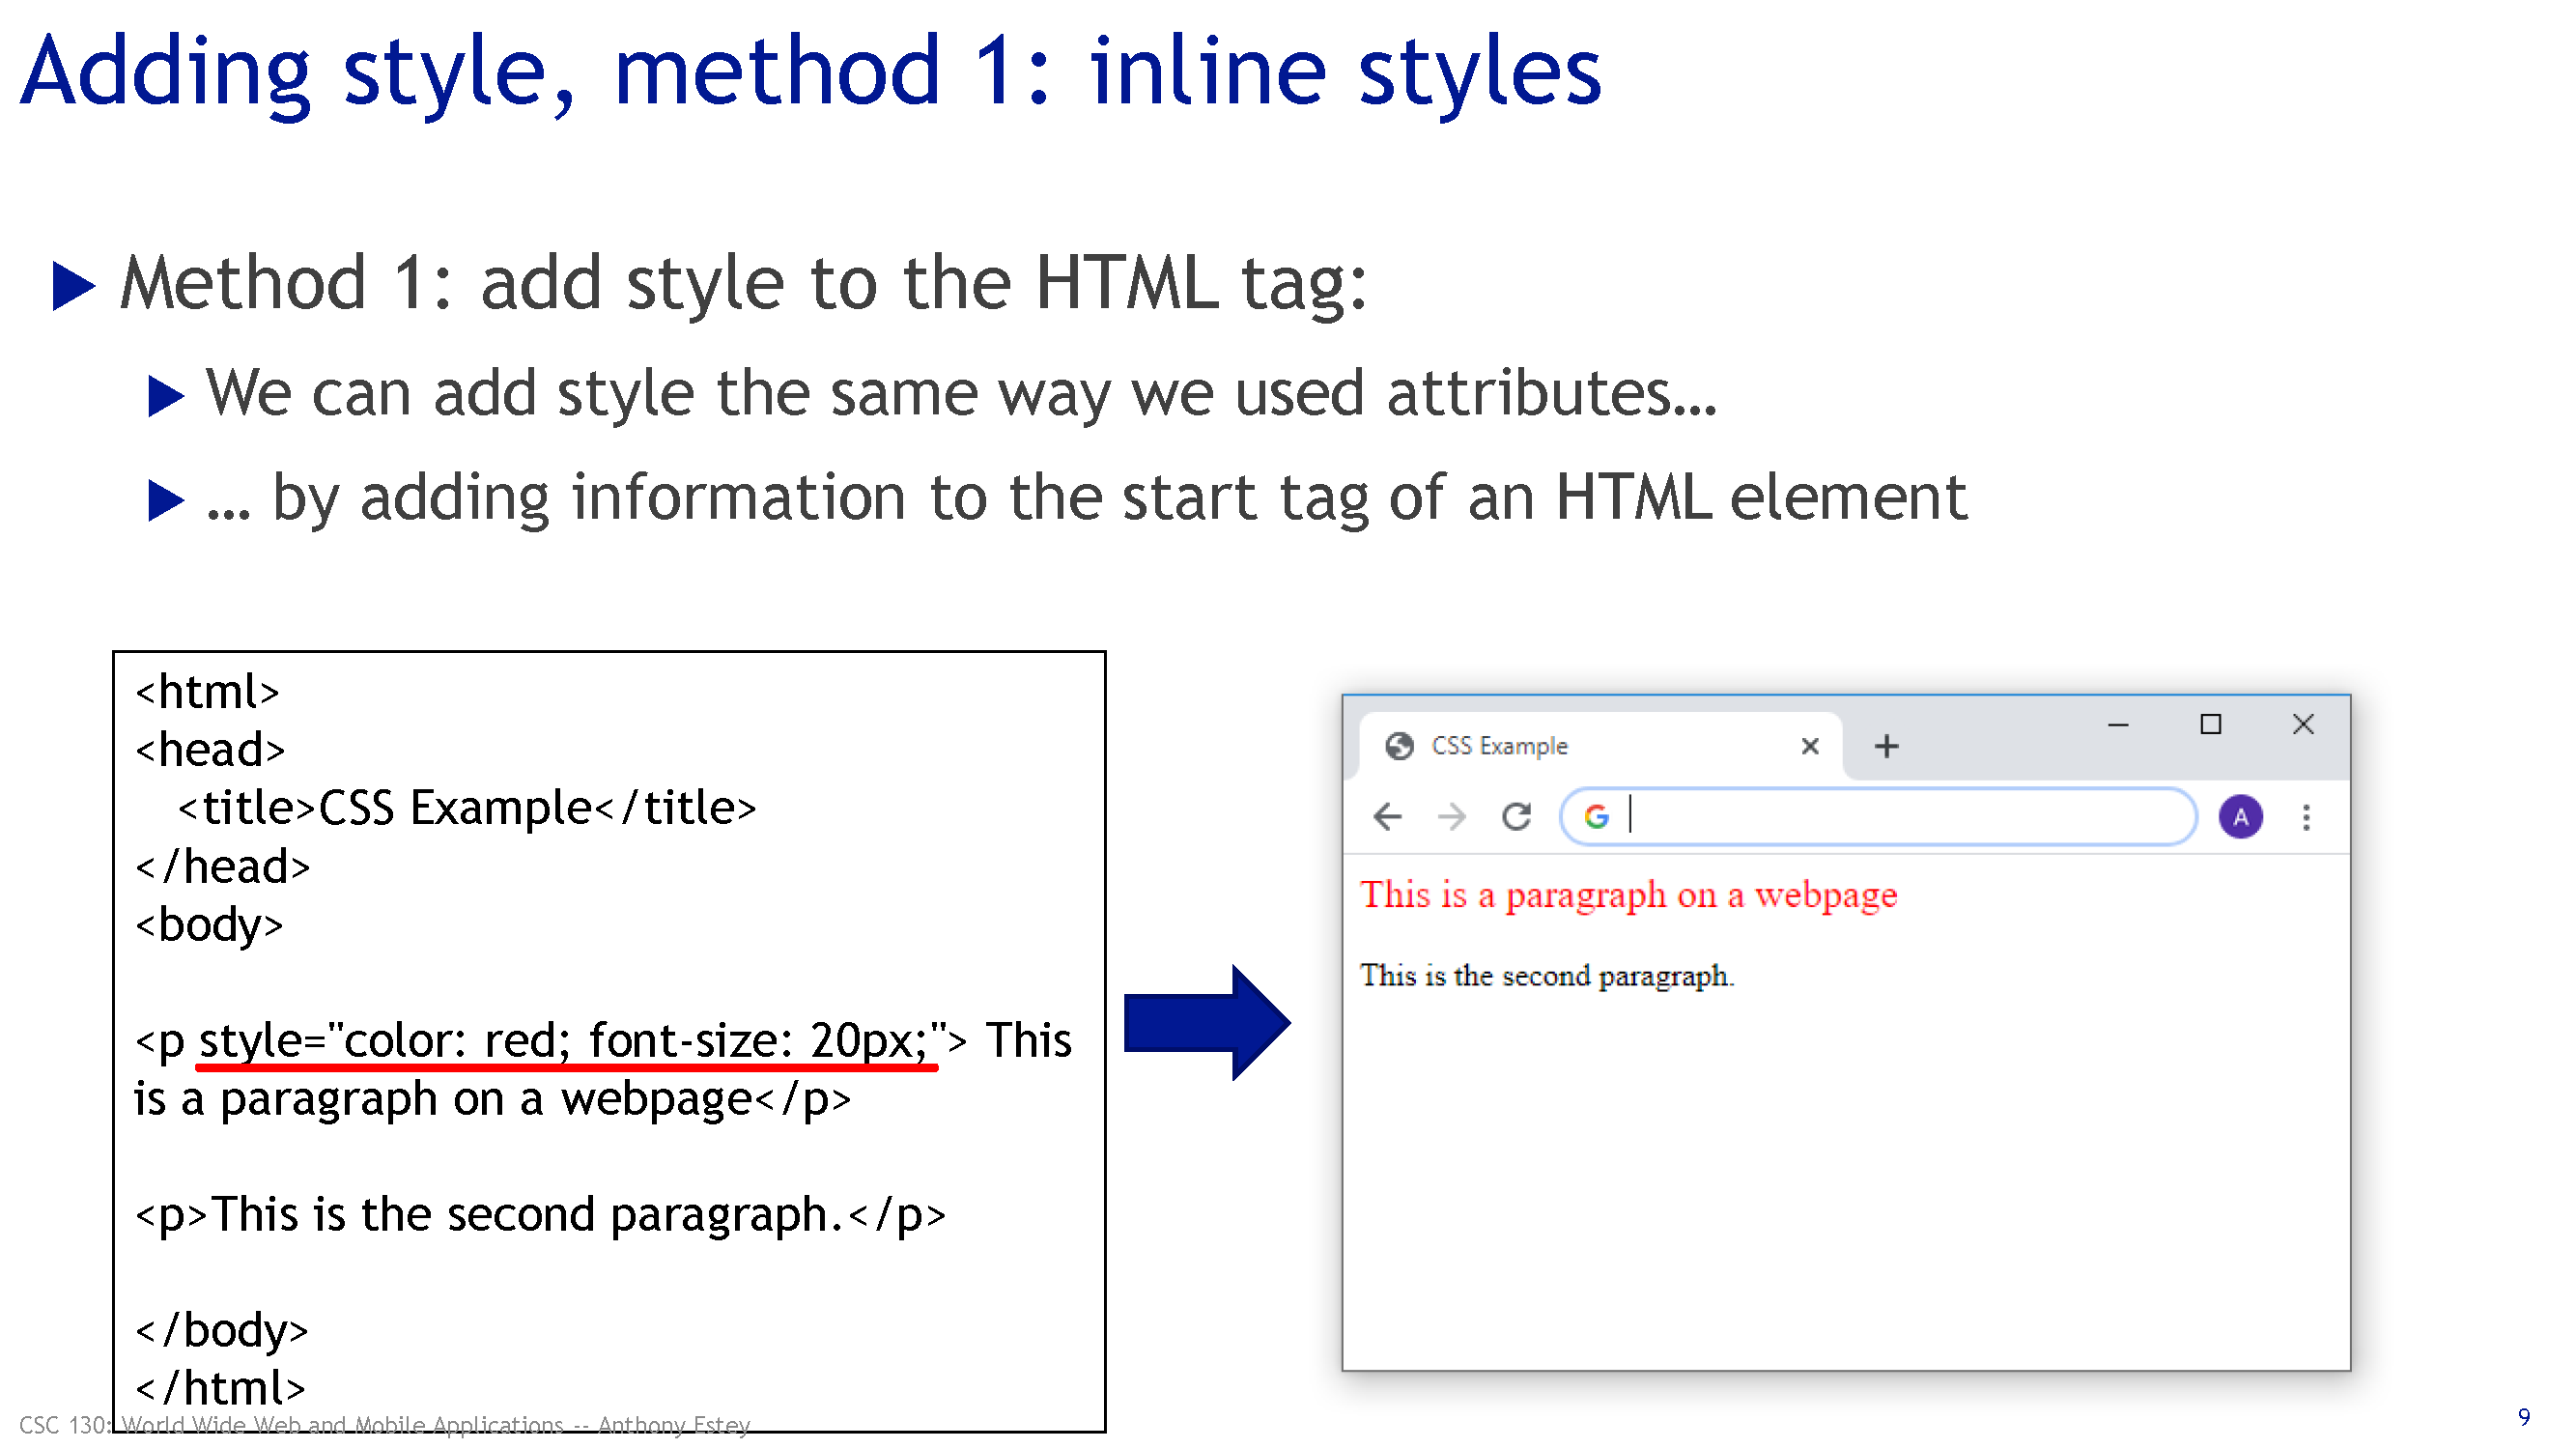 Adding style, method 1: inline styles
Method 1: add style to the HTML tag:
We can add style the same way we used attributes…
… by adding information to the start tag of an HTML element
<html>
<head>
<title>CSS Example</title>
</head>
<body>
<p style="color: red; font-size: 20px;"> This
is a paragraph on a webpage</p>
<p>This is the second paragraph.</p>
</body>
</html>
CSS Example
G
A
This is a paragraph on a webpage
This is the second paragraph.
CSC 130: World Wide Web and Mobile Applications -- Anthony Estey
9